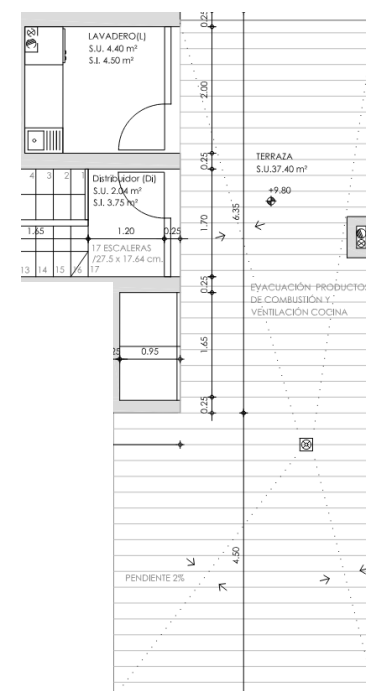 LAVADERO(L)
S.U. 4.40 m²
S.I. 4.50 m²
0.25
2.00
0.25
TERRAZA
S.U.37.40 m²
+9.80
4 3 2 1
Distribuidor (Di)
S.U. 2.04 m²
S.I. 3.75 m²
1.65 1.20 0.25
1.70
6.35
17 ESCALERAS
/27.5 x 17.64 cm.
13 14 15 16 17
0.25
EVACUACIÓN PRODUCTOS
DE COMBUSTIÓN Y
VENTILACIÓN COCINA
0.95
1.65
0.25
4.50
PENDIENTE 2%